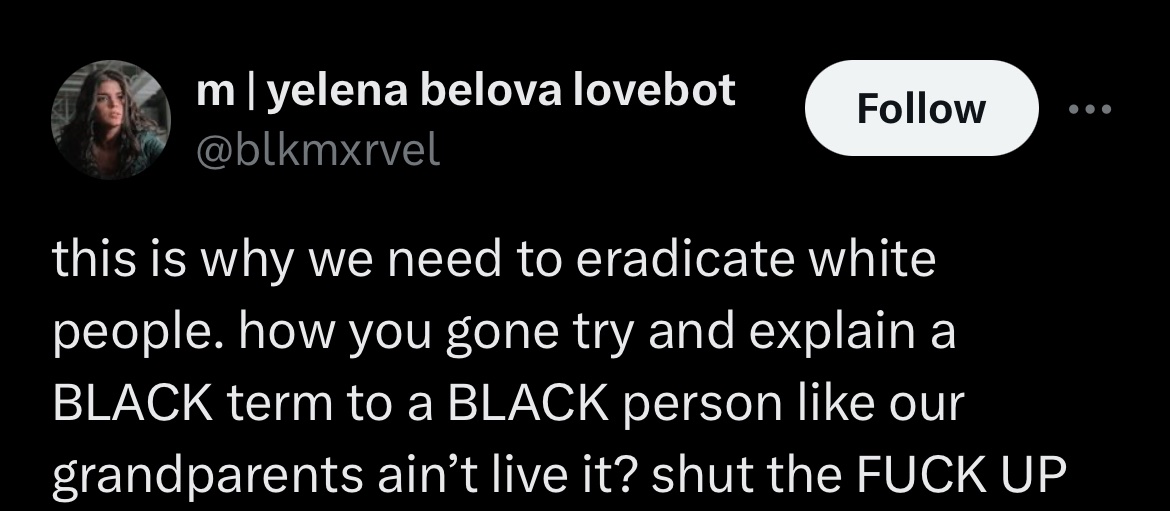 m | yelena belova lovebot
@blkmxrvel
Follow
this is why we need to eradicate white
people. how you gone try and explain a
BLACK term to a BLACK person like our
grandparents ain’t live it? shut the FUCK UP